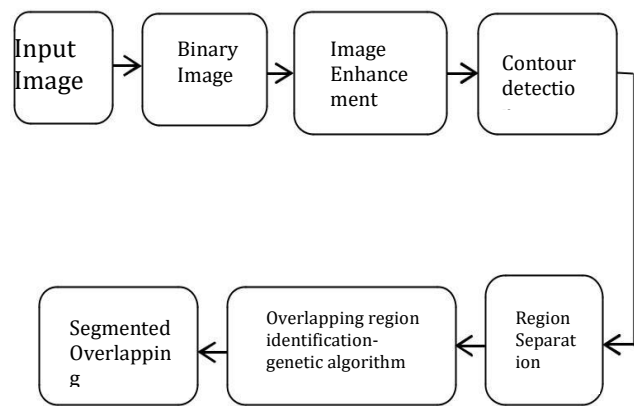 Input
Image
Binary
Image
Image
Enhance
ment
Contour
detectio
Region
Separat
ion
Overlapping region
identification-
genetic algorithm
Segmented
Overlappin
g